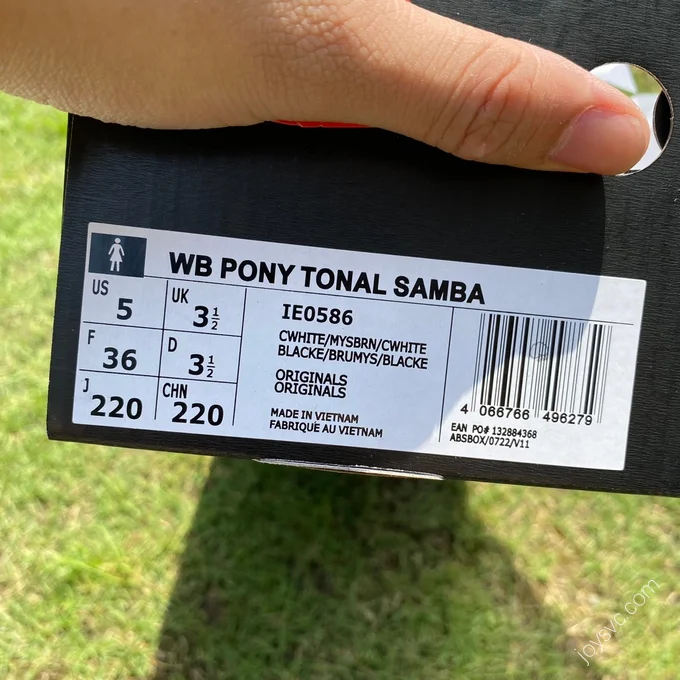 WB PONY TONAL SAMBA
US 5
UK 3½
F 36
D 3½
J 220
CHN 220
IE0586
CWHITE/MYSBRN/CWHITE
BLACKE/BRUMYS/BLACKE
ORIGINALS
ORIGINALS
MADE IN VIETNAM
FABRIQUÉ AU VIETNAM
4 066766 496279
EAN PO# 132884368
ABSBOX/0722/V11
joysvc.com